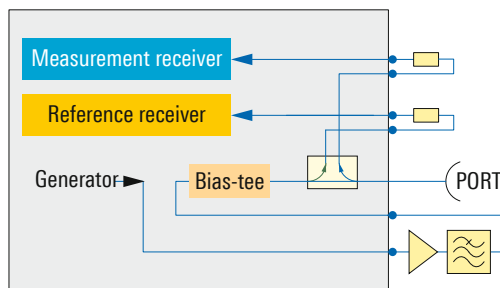 Measurement receiver
Reference receiver
Generator
Bias-tee
PORT